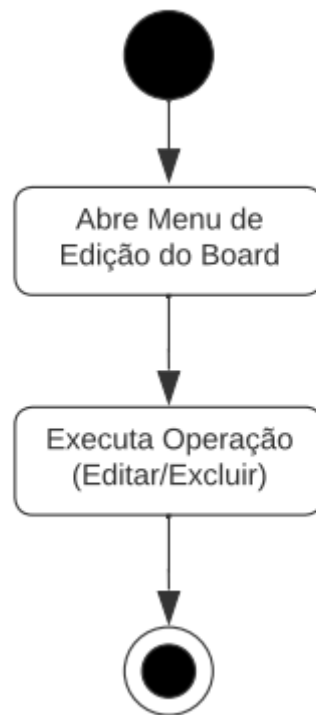 Abre Menu de
Edição do Board
Executa Operação
(Editar/Excluir)